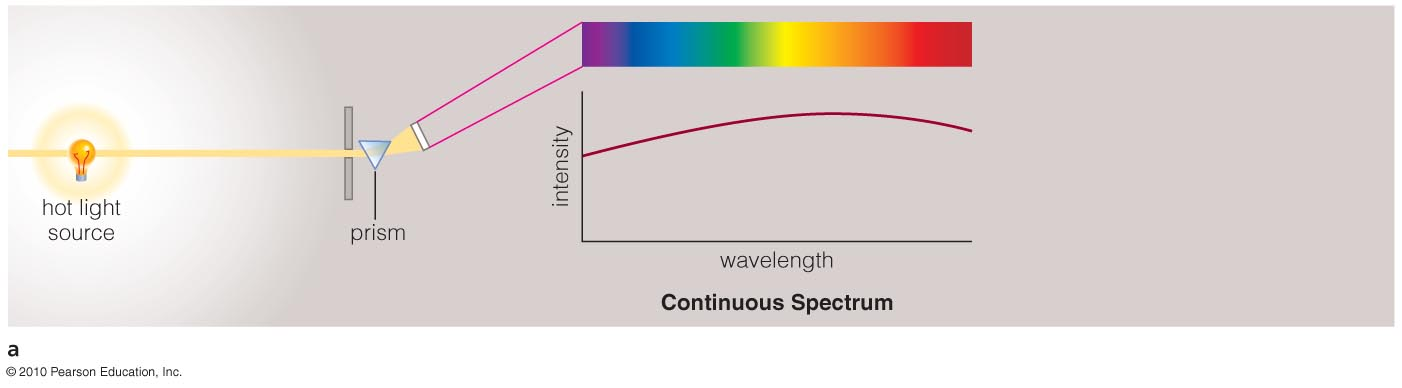 hot light
source
prism
intensity
wavelength
Continuous Spectrum
a
© 2010 Pearson Education, Inc.